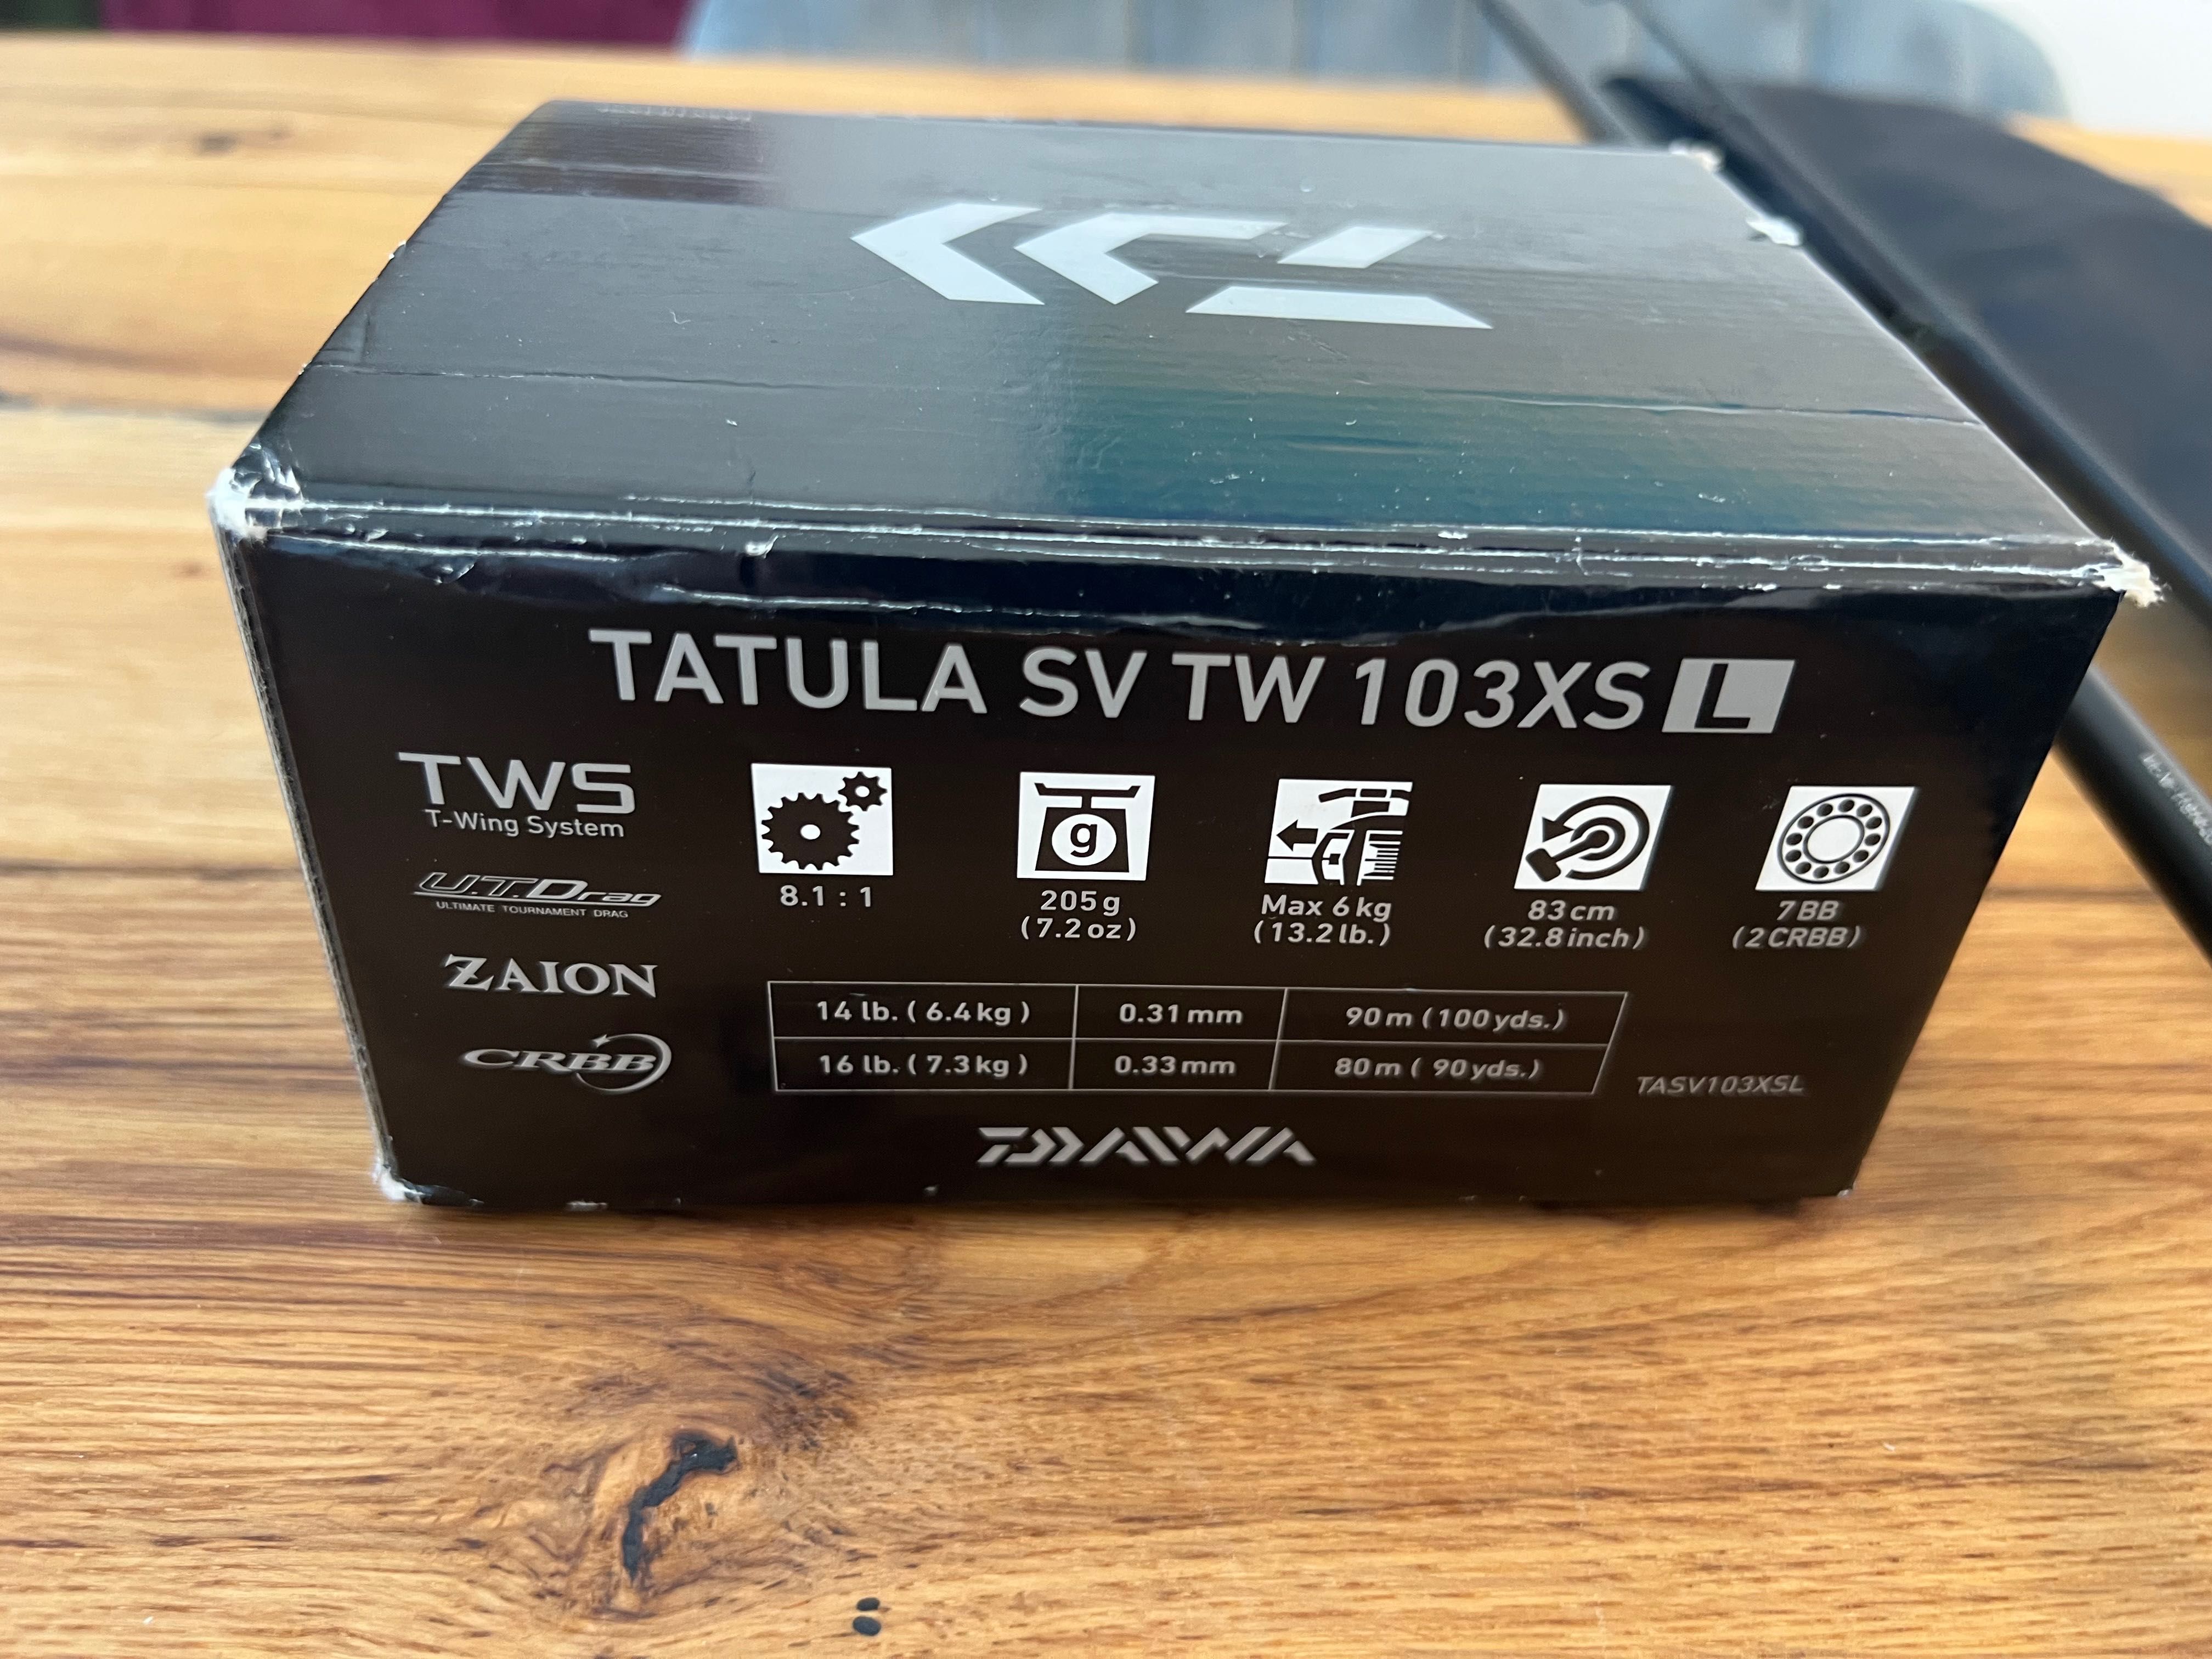 TATULA SV TW 103XS L
TWS
T-Wing System
U.T.Drag
ULTIMATE TOURNAMENT DRAG
ZAION
CRBB
8.1 : 1
g
205g
(7.2oz)
Max 6kg
(13.2lb.)
83cm
(32.8inch)
7BB
(2CRBB)
14 lb. ( 6.4kg ) 0.31mm 90m (100yds.)
16 lb. ( 7.3kg ) 0.33mm 80m ( 90yds.)
TASV103XSL
DAIWA